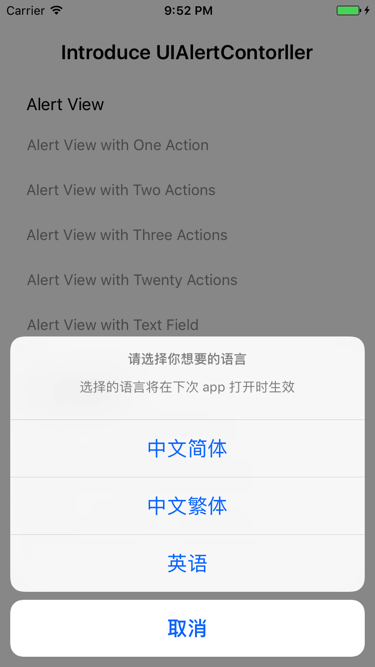 Carrier 9:52 PM
Introduce UIAlertContorller
Alert View
Alert View with One Action
Alert View with Two Actions
Alert View with Three Actions
Alert View with Twenty Actions
Alert View with Text Field
请选择你想要的语言
选择的语言将在下次 app 打开时生效
中文简体
中文繁体
英语
取消